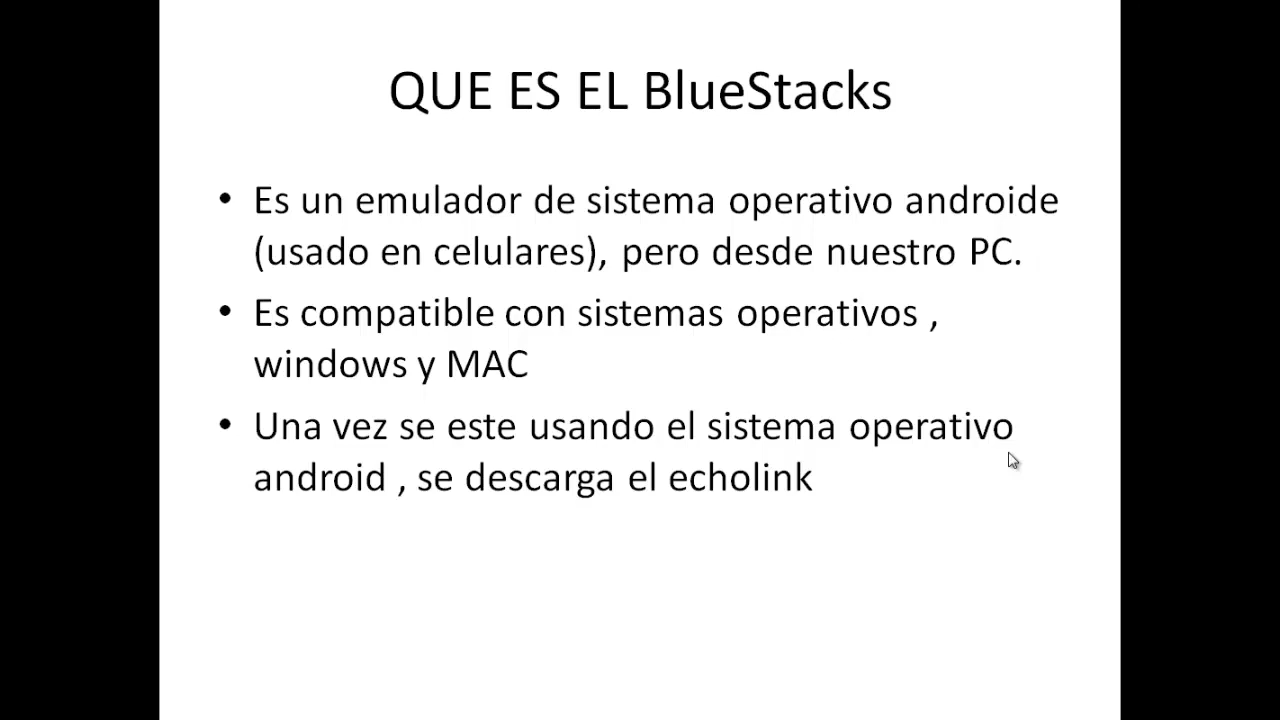 QUE ES EL BlueStacks
• Es un emulador de sistema operativo androide
(usado en celulares), pero desde nuestro PC.
• Es compatible con sistemas operativos ,
windows y MAC
• Una vez se este usando el sistema operativo
android , se descarga el echolink